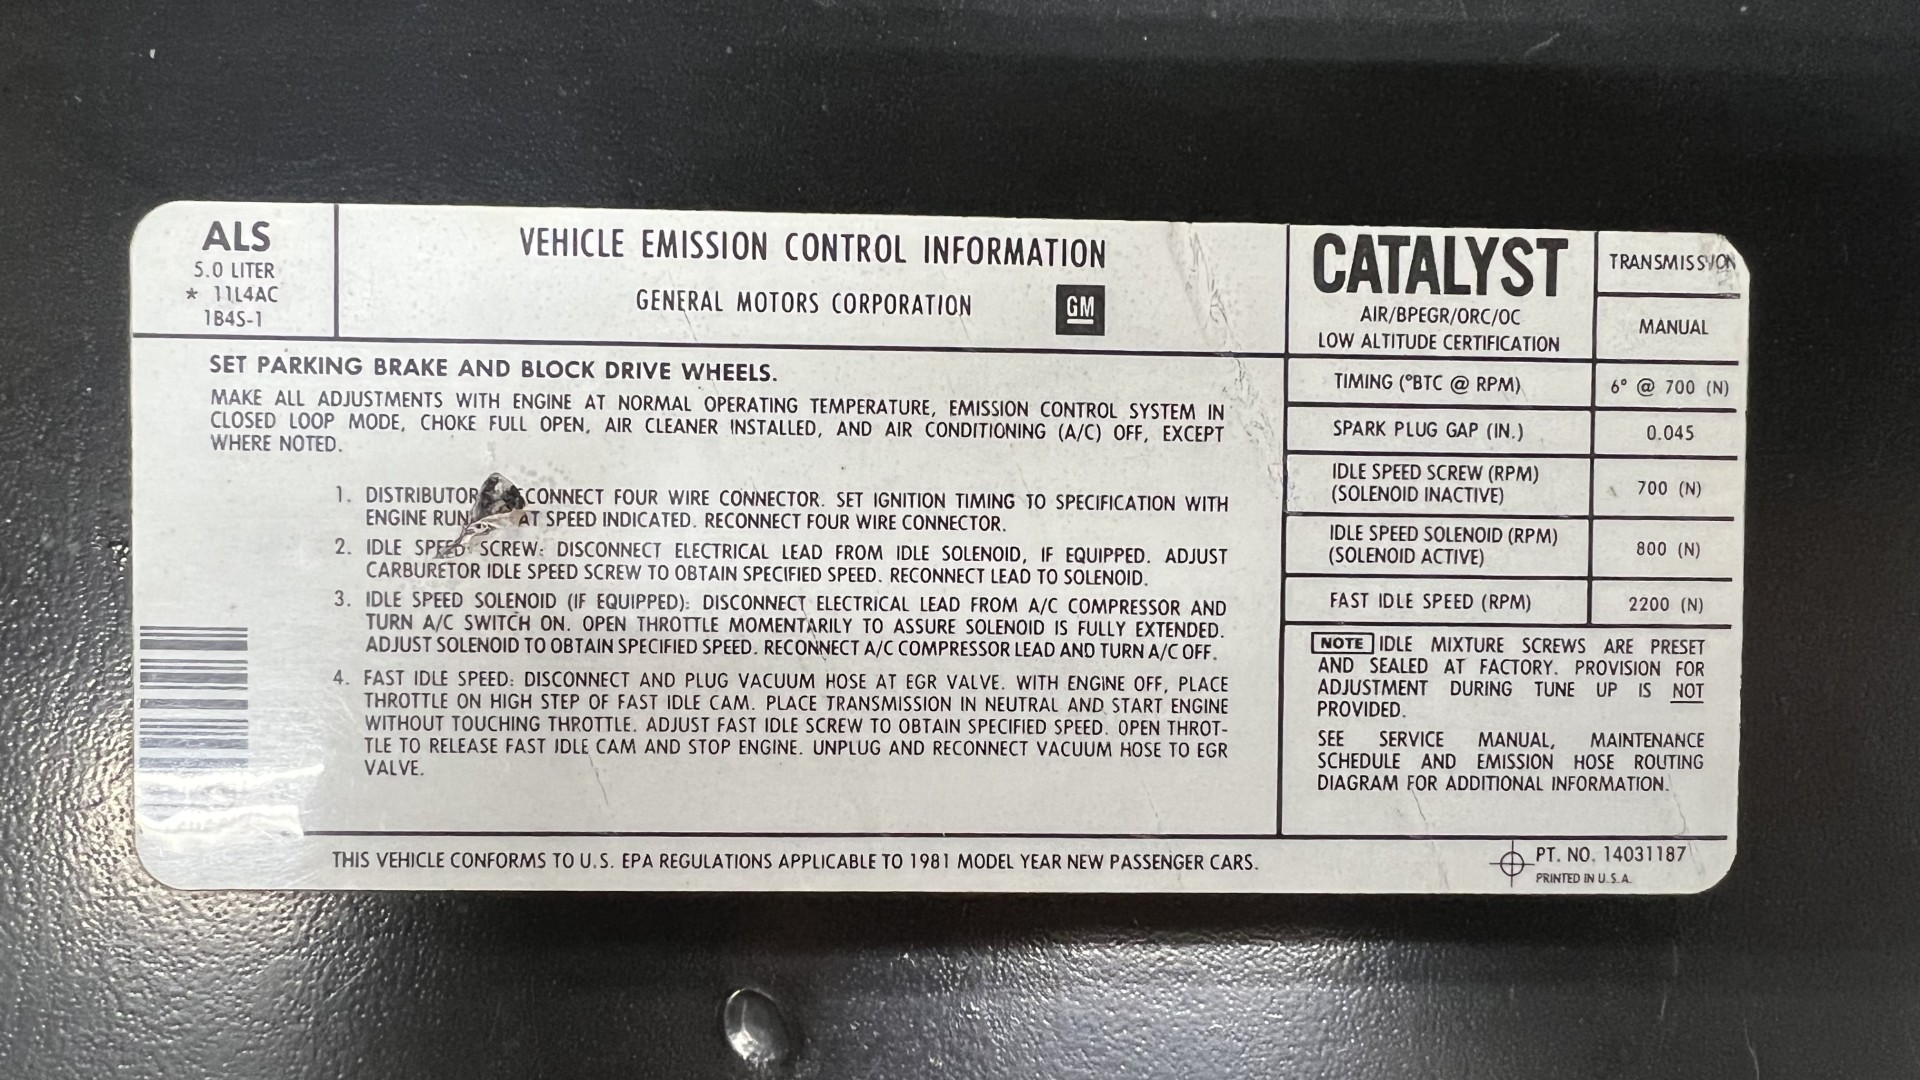 ALS
5.0 LITER
* 11L4AC
1B4S-1
VEHICLE EMISSION CONTROL INFORMATION
GENERAL MOTORS CORPORATION
GM
CATALYST
AIR/BPEGR/ORC/OC
LOW ALTITUDE CERTIFICATION
TRANSMISSION
MANUAL
TIMING (°BTC @ RPM)
6° @ 700 (N)
SPARK PLUG GAP (IN.)
0.045
IDLE SPEED SCREW (RPM)
(SOLENOID INACTIVE)
700 (N)
IDLE SPEED SOLENOID (RPM)
(SOLENOID ACTIVE)
800 (N)
FAST IDLE SPEED (RPM)
2200 (N)
SET PARKING BRAKE AND BLOCK DRIVE WHEELS.
MAKE ALL ADJUSTMENTS WITH ENGINE AT NORMAL OPERATING TEMPERATURE, EMISSION CONTROL SYSTEM IN
CLOSED LOOP MODE, CHOKE FULL OPEN, AIR CLEANER INSTALLED, AND AIR CONDITIONING (A/C) OFF, EXCEPT
WHERE NOTED.
1. DISTRIBUTOR CONNECT FOUR WIRE CONNECTOR. SET IGNITION TIMING TO SPECIFICATION WITH
ENGINE RUN AT SPEED INDICATED. RECONNECT FOUR WIRE CONNECTOR.
2. IDLE SPEED SCREW: DISCONNECT ELECTRICAL LEAD FROM IDLE SOLENOID, IF EQUIPPED. ADJUST
CARBURETOR IDLE SPEED SCREW TO OBTAIN SPECIFIED SPEED. RECONNECT LEAD TO SOLENOID.
3. IDLE SPEED SOLENOID (IF EQUIPPED): DISCONNECT ELECTRICAL LEAD FROM A/C COMPRESSOR AND
TURN A/C SWITCH ON. OPEN THROTTLE MOMENTARILY TO ASSURE SOLENOID IS FULLY EXTENDED.
ADJUST SOLENOID TO OBTAIN SPECIFIED SPEED. RECONNECT A/C COMPRESSOR LEAD AND TURN A/C OFF.
4. FAST IDLE SPEED: DISCONNECT AND PLUG VACUUM HOSE AT EGR VALVE. WITH ENGINE OFF, PLACE
THROTTLE ON HIGH STEP OF FAST IDLE CAM. PLACE TRANSMISSION IN NEUTRAL AND START ENGINE
WITHOUT TOUCHING THROTTLE. ADJUST FAST IDLE SCREW TO OBTAIN SPECIFIED SPEED. OPEN THROT-
TLE TO RELEASE FAST IDLE CAM AND STOP ENGINE. UNPLUG AND RECONNECT VACUUM HOSE TO EGR
VALVE.
NOTE IDLE MIXTURE SCREWS ARE PRESET
AND SEALED AT FACTORY. PROVISION FOR
ADJUSTMENT DURING TUNE UP IS NOT
PROVIDED.
SEE SERVICE MANUAL, MAINTENANCE
SCHEDULE AND EMISSION HOSE ROUTING
DIAGRAM FOR ADDITIONAL INFORMATION.
THIS VEHICLE CONFORMS TO U.S. EPA REGULATIONS APPLICABLE TO 1981 MODEL YEAR NEW PASSENGER CARS.
PT. NO. 14031187
PRINTED IN U.S.A.